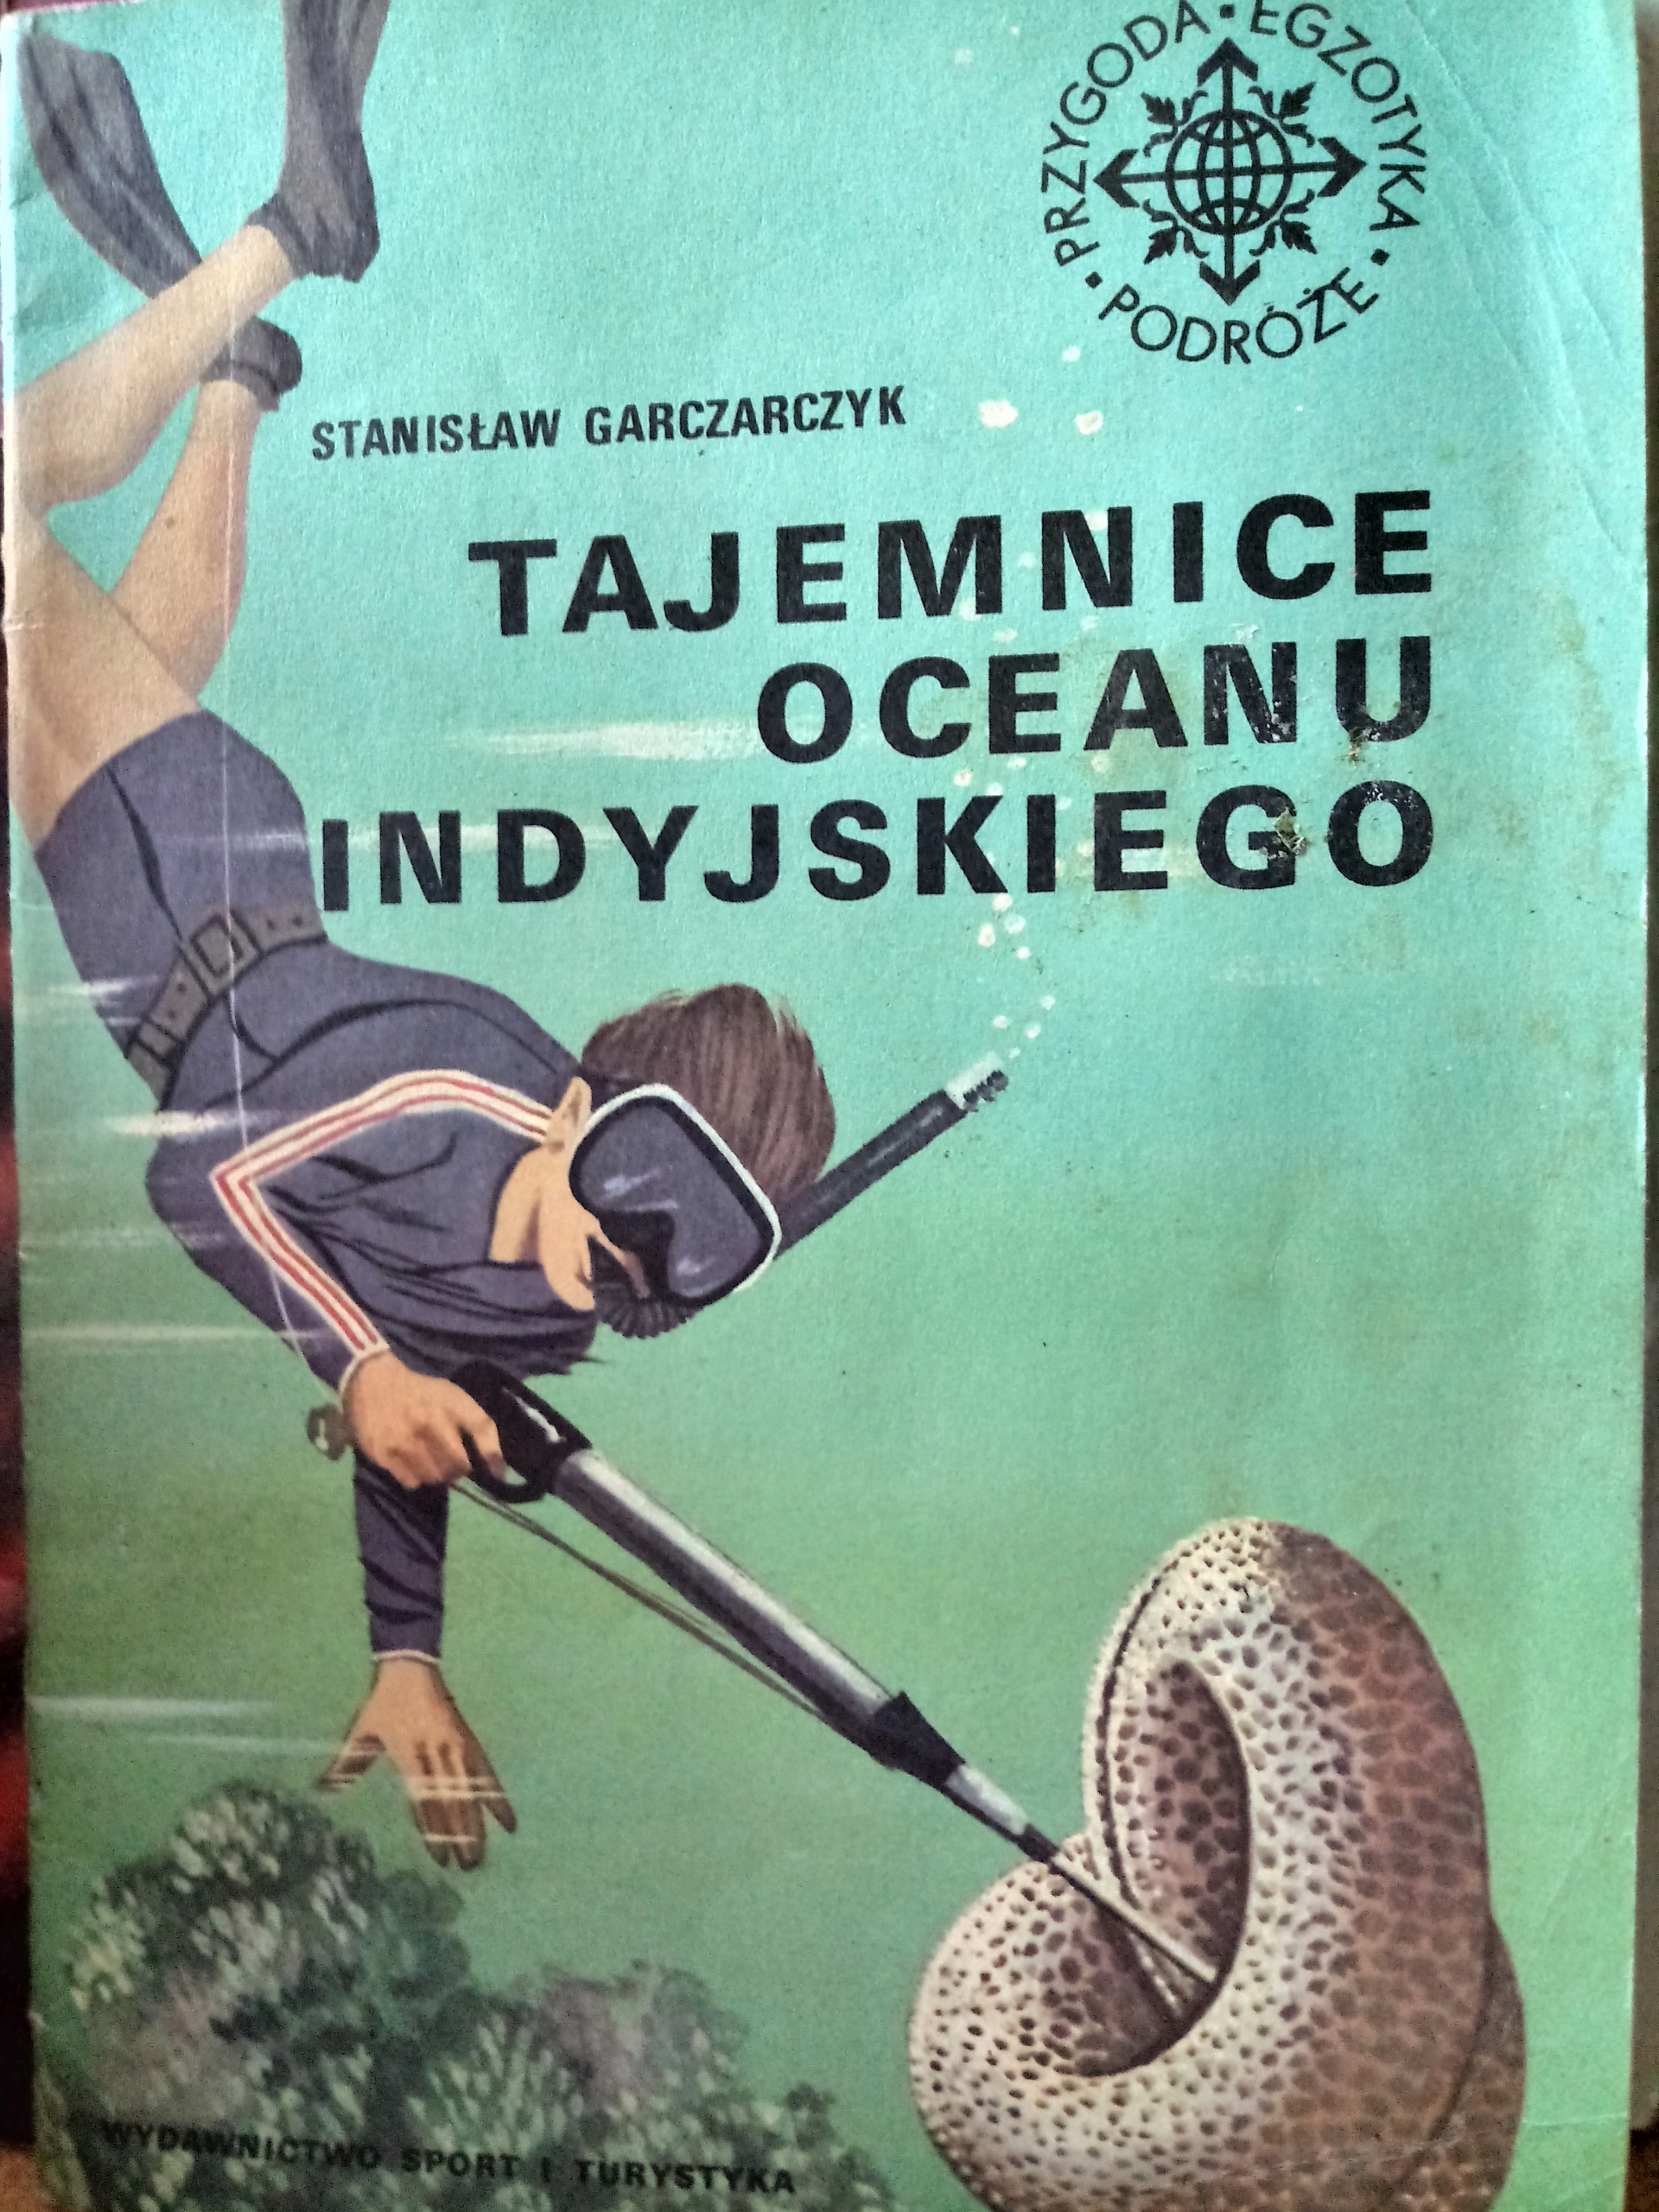 PRZYGODA · EGZOTYKA · PODRÓŻE ·
STANISŁAW GARCZARCZYK
TAJEMNICE
OCEANU
INDYJSKIEGO
WYDAWNICTWO SPORT I TURYSTYKA